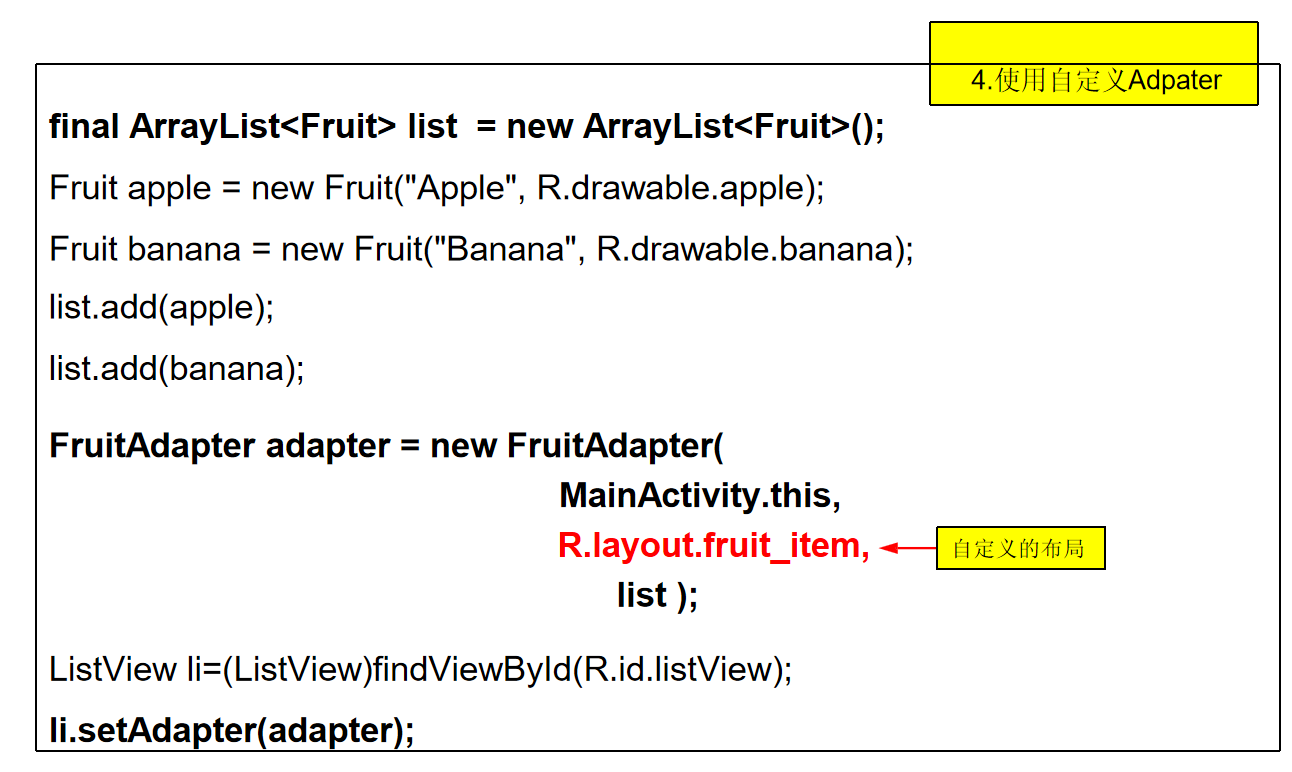 4.使用自定义Adpater
final ArrayList<Fruit> list  = new ArrayList<Fruit>();
Fruit apple = new Fruit("Apple", R.drawable.apple);
Fruit banana = new Fruit("Banana", R.drawable.banana);
list.add(apple);
list.add(banana);
FruitAdapter adapter = new FruitAdapter(
MainActivity.this,
R.layout.fruit_item,
自定义的布局
list );
ListView li=(ListView)findViewById(R.id.listView);
li.setAdapter(adapter);